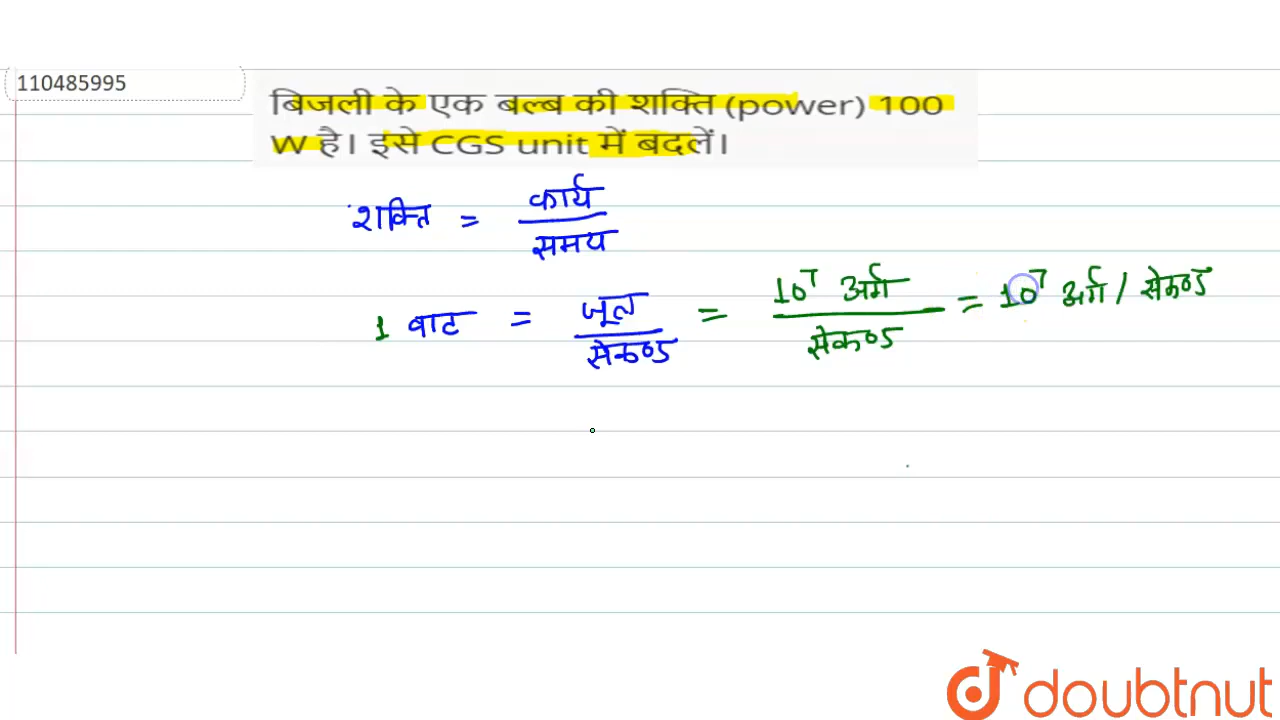 110485995
बिजली के एक बल्ब की शक्ति (power) 100
W है। इसे CGS unit में बदलें।
शक्ति = कार्य / समय
1 वाट = जूल / सेकण्ड = 10⁷ अर्ग / सेकण्ड = 10⁷ अर्ग / सेकण्ड
doubtnut